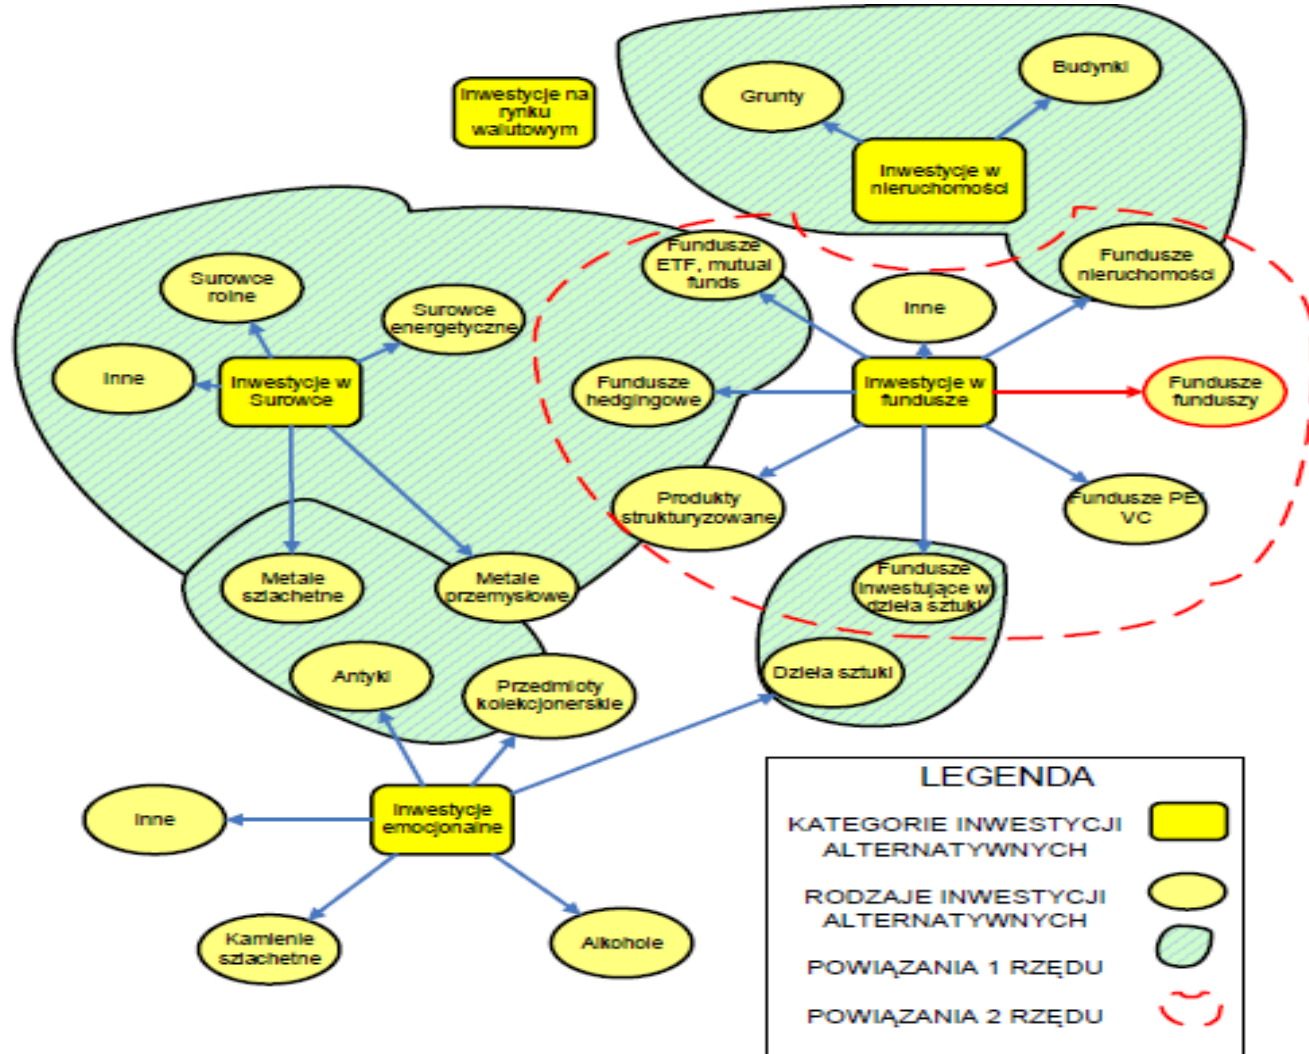 Inwestycje na
rynku
walutowym
Grunty
Budynki
Inwestycje w
nieruchomości
Fundusze
ETF, mutual
funds
Fundusze
nieruchomości
Inne
Surowce
rolne
Surowce
energetyczne
Inne
Inwestycje w
Surowce
Fundusze
hedgingowe
Inwestycje w
fundusze
Fundusze
funduszy
Produkty
strukturyzowane
Fundusze PE\
VC
Metale
szlachetne
Metale
przemysłowe
Fundusze
inwestujące w
dzieła sztuki
Antyki
Przedmioty
kolekcjonerskie
Dzieła sztuki
Inne
Inwestycje
emocjonalne
Kamienie
szlachetne
Alkohole
LEGENDA
KATEGORIE INWESTYCJI
ALTERNATYWNYCH
RODZAJE INWESTYCJI
ALTERNATYWNYCH
POWIĄZANIA 1 RZĘDU
POWIĄZANIA 2 RZĘDU